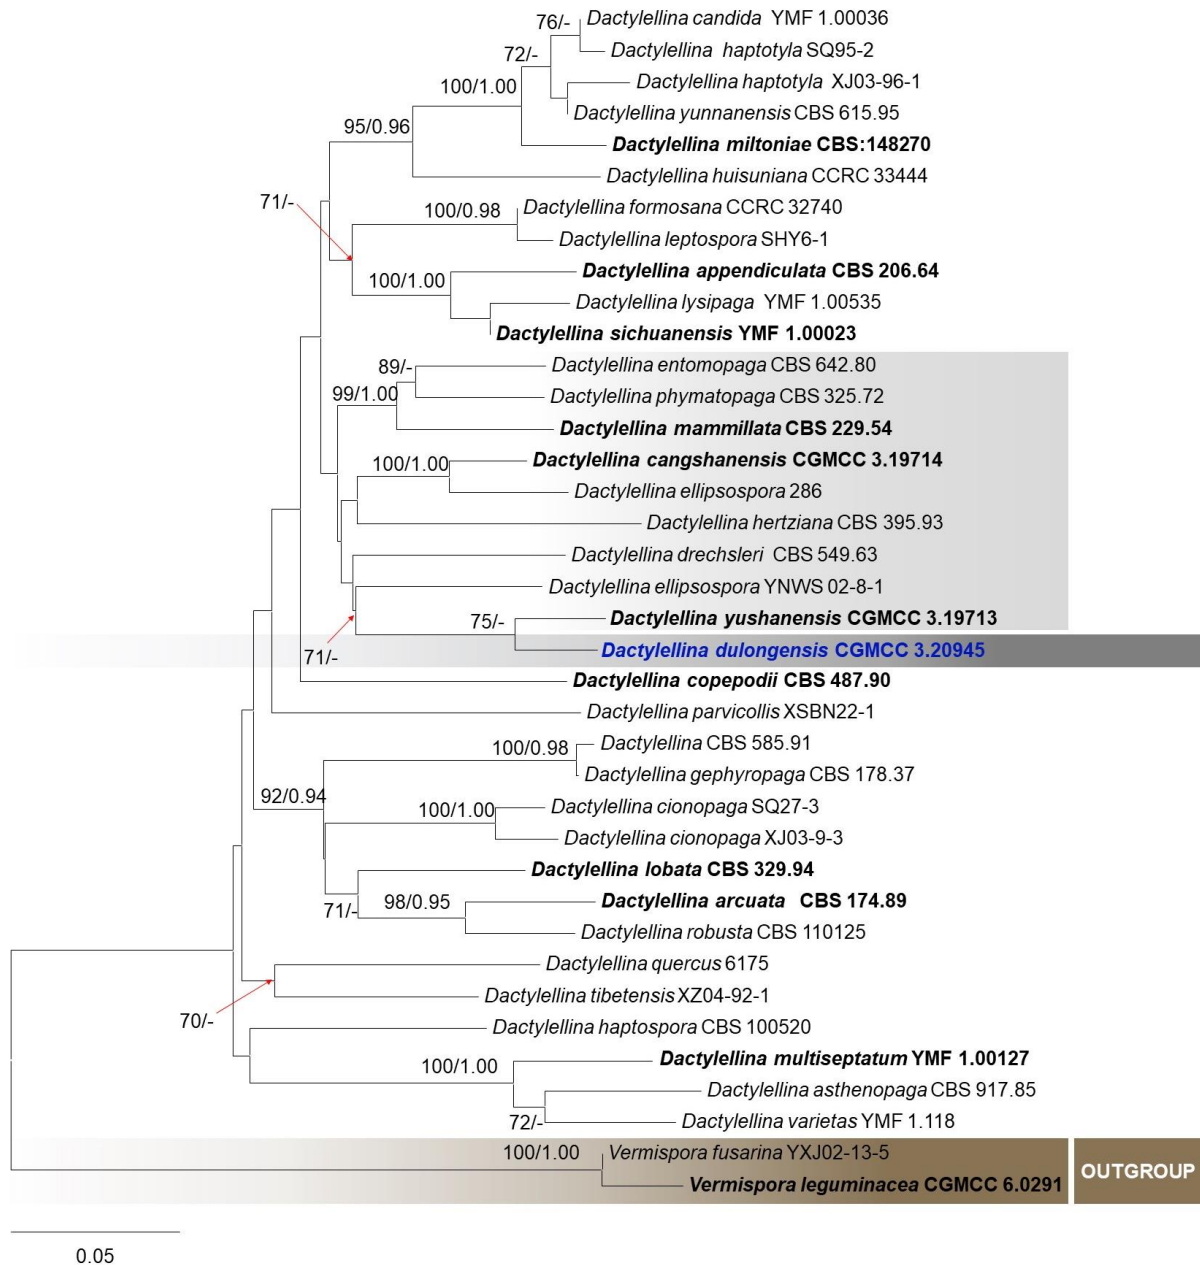 76/-
Dactylellina candida YMF 1.00036
72/-
Dactylellina haptotyla SQ95-2
100/1.00
Dactylellina haptotyla XJ03-96-1
Dactylellina yunnanensis CBS 615.95
95/0.96
Dactylellina miltoniae CBS:148270
Dactylellina huisuniana CCRC 33444
71/-
100/0.98
Dactylellina formosana CCRC 32740
Dactylellina leptospora SHY6-1
100/1.00
Dactylellina appendiculata CBS 206.64
Dactylellina lysipaga YMF 1.00535
Dactylellina sichuanensis YMF 1.00023
89/-
Dactylellina entomopaga CBS 642.80
99/1.00
Dactylellina phymatopaga CBS 325.72
Dactylellina mammillata CBS 229.54
100/1.00
Dactylellina cangshanensis CGMCC 3.19714
Dactylellina ellipsospora 286
Dactylellina hertziana CBS 395.93
Dactylellina drechsleri CBS 549.63
Dactylellina ellipsospora YNWS 02-8-1
75/-
Dactylellina yushanensis CGMCC 3.19713
71/-
Dactylellina dulongensis CGMCC 3.20945
Dactylellina copepodii CBS 487.90
Dactylellina parvicollis XSBN22-1
100/0.98
Dactylellina CBS 585.91
Dactylellina gephyropaga CBS 178.37
92/0.94
100/1.00
Dactylellina cionopaga SQ27-3
Dactylellina cionopaga XJ03-9-3
Dactylellina lobata CBS 329.94
71/-
98/0.95
Dactylellina arcuata CBS 174.89
Dactylellina robusta CBS 110125
Dactylellina quercus 6175
Dactylellina tibetensis XZ04-92-1
70/-
Dactylellina haptospora CBS 100520
100/1.00
Dactylellina multiseptatum YMF 1.00127
Dactylellina asthenopaga CBS 917.85
72/-
Dactylellina varietas YMF 1.118
100/1.00
Vermispora fusarina YXJ02-13-5
Vermispora leguminacea CGMCC 6.0291
OUTGROUP
0.05